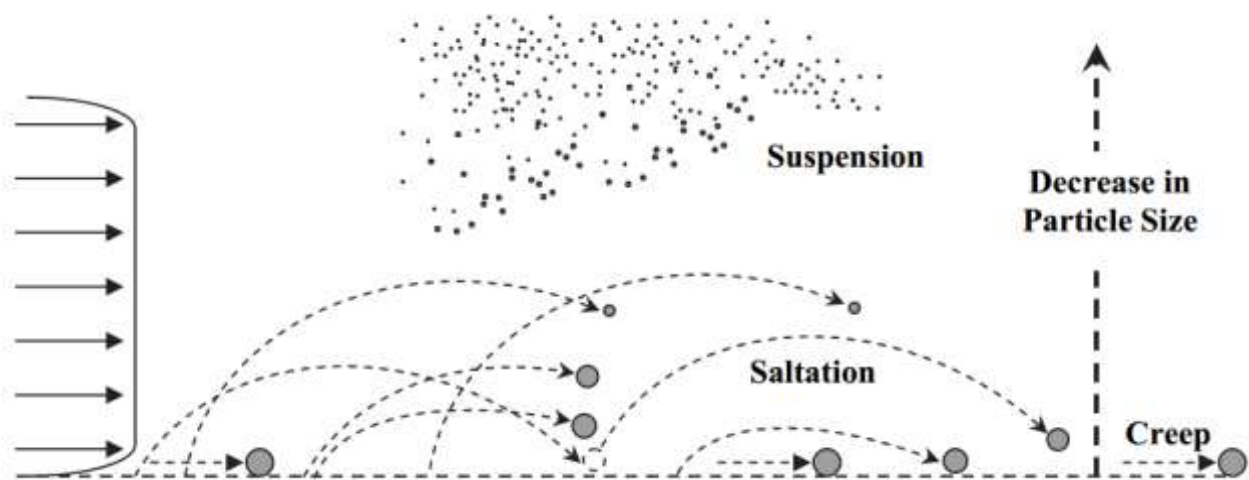 Suspension
Decrease in
Particle Size
Saltation
Creep